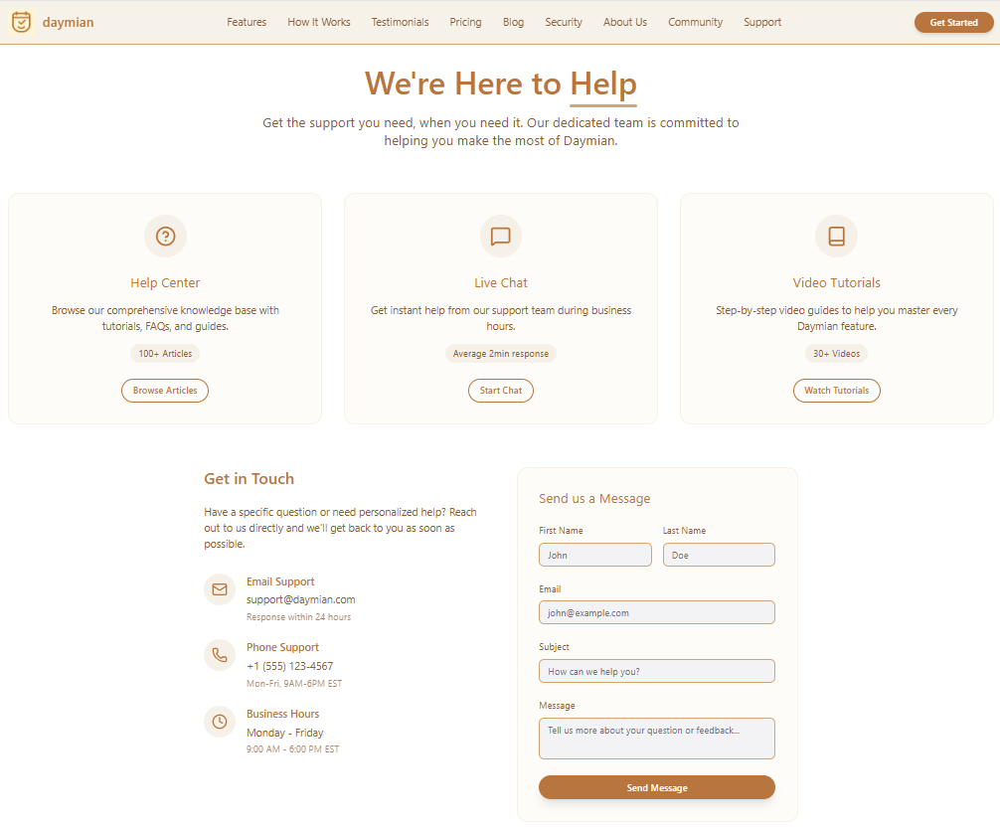 daymian
Features
How It Works
Testimonials
Pricing
Blog
Security
About Us
Community
Support
Get Started
We're Here to Help
Get the support you need, when you need it. Our dedicated team is committed to
helping you make the most of Daymian.
Help Center
Browse our comprehensive knowledge base with
tutorials, FAQs, and guides.
100+ Articles
Browse Articles
Live Chat
Get instant help from our support team during business
hours.
Average 2min response
Start Chat
Video Tutorials
Step-by-step video guides to help you master every
Daymian feature.
30+ Videos
Watch Tutorials
Get in Touch
Have a specific question or need personalized help? Reach
out to us directly and we'll get back to you as soon as
possible.
Email Support
support@daymian.com
Response within 24 hours
Phone Support
+1 (555) 123-4567
Mon-Fri, 9AM-6PM EST
Business Hours
Monday - Friday
9:00 AM - 6:00 PM EST
Send us a Message
First Name
John
Last Name
Doe
Email
john@example.com
Subject
How can we help you?
Message
Tell us more about your question or feedback...
Send Message